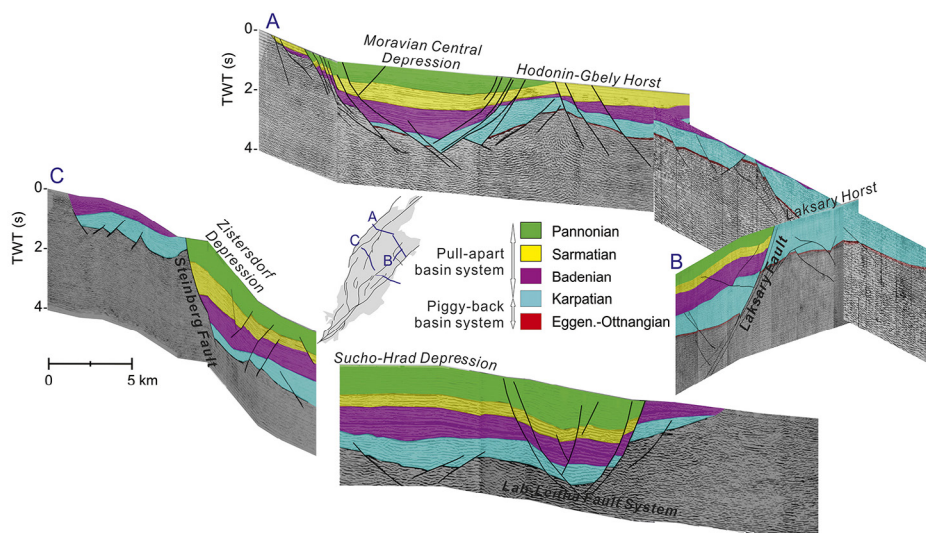 A
0
TWT (s)
2
4
Moravian Central
Depression
Hodonin-Gbely Horst
C
0
TWT (s)
2
4
Zistersdorf
Depression
Steinberg Fault
0
5 km
A
C
B
Pull-apart
basin system
Piggy-back
basin system
Pannonian
Sarmatian
Badenian
Karpatian
Eggen.-Ottnangian
Laksary Horst
B
Laksary Fault
Sucho-Hrad Depression
Lab-Leitha Fault System